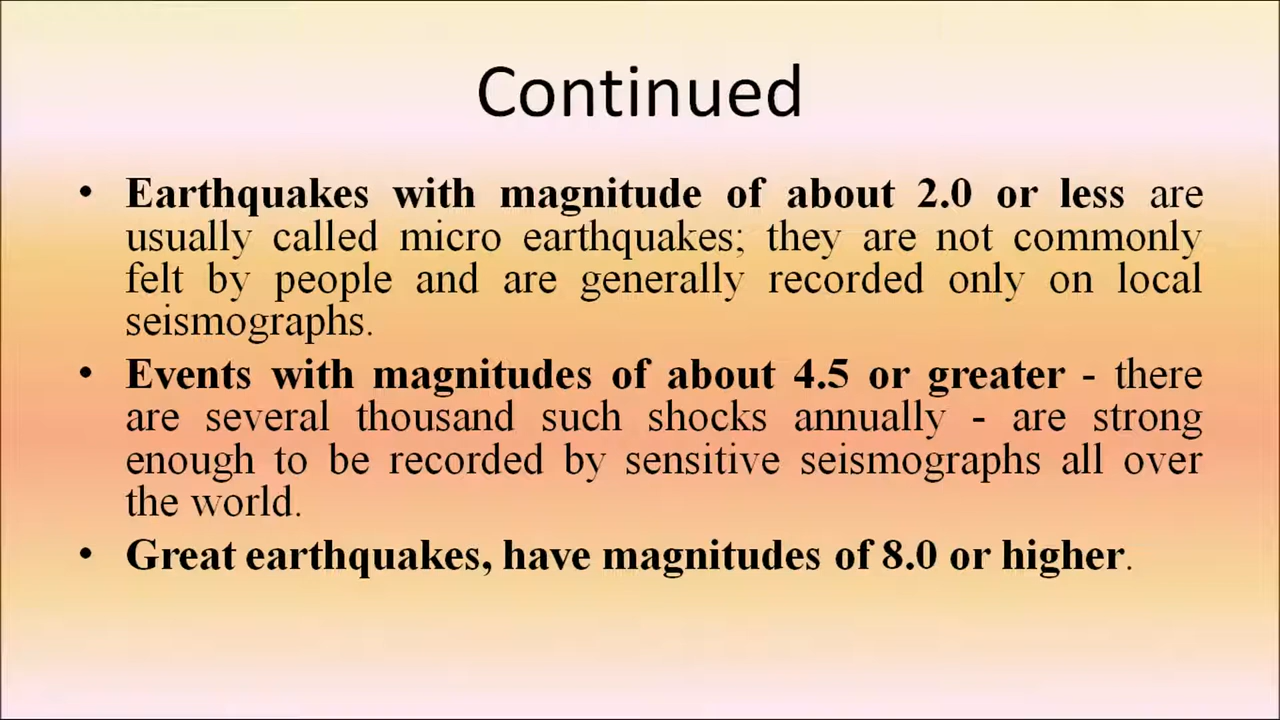 Continued
• Earthquakes with magnitude of about 2.0 or less are
usually called micro earthquakes; they are not commonly
felt by people and are generally recorded only on local
seismographs.
• Events with magnitudes of about 4.5 or greater - there
are several thousand such shocks annually - are strong
enough to be recorded by sensitive seismographs all over
the world.
• Great earthquakes, have magnitudes of 8.0 or higher.